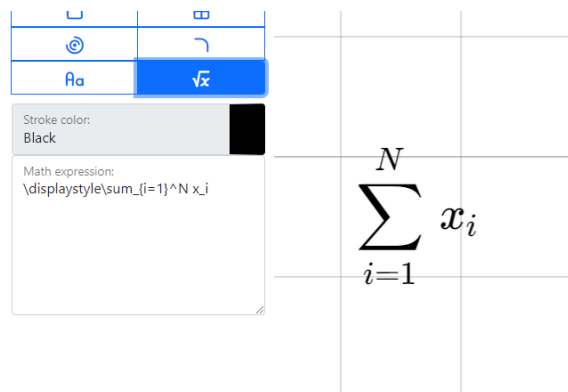 Aa
√x
Stroke color:
Black
Math expression:
\displaystyle\sum_{i=1}^N x_i
N
∑ x_i
i=1